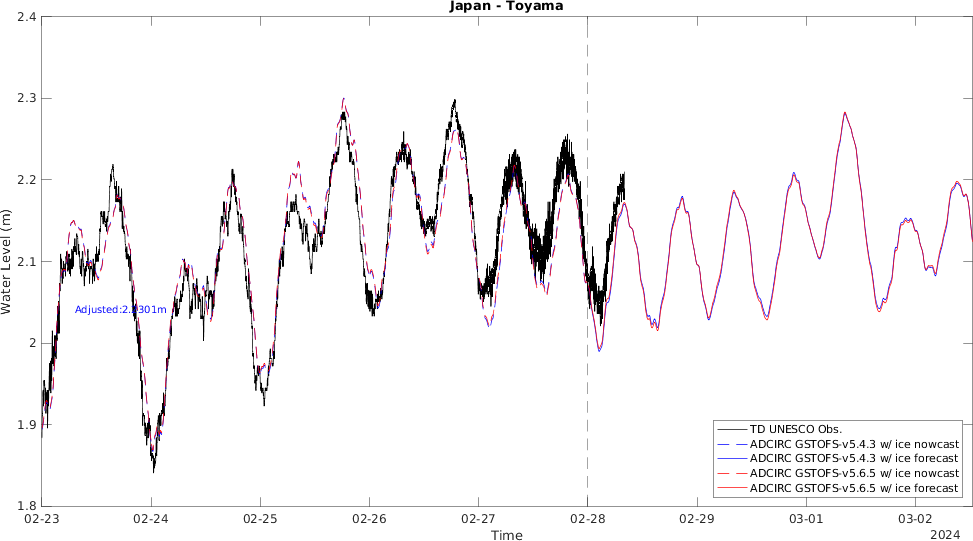 Japan - Toyama
2.4
2.3
2.2
2.1
2
1.9
1.8
Water Level (m)
Adjusted:2.0301m
TD UNESCO Obs.
ADCIRC GSTOFS-v5.4.3 w/ ice nowcast
ADCIRC GSTOFS-v5.4.3 w/ ice forecast
ADCIRC GSTOFS-v5.6.5 w/ ice nowcast
ADCIRC GSTOFS-v5.6.5 w/ ice forecast
02-23 02-24 02-25 02-26 02-27 02-28 02-29 03-01 03-02
Time
2024